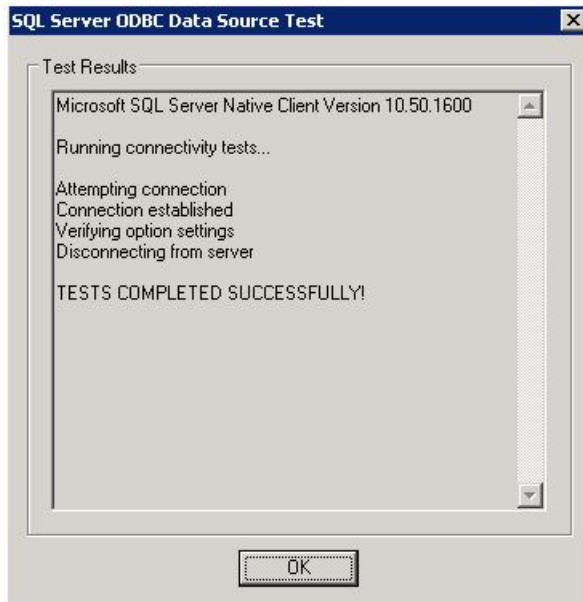 SQL Server ODBC Data Source Test
Test Results
Microsoft SQL Server Native Client Version 10.50.1600
Running connectivity tests...
Attempting connection
Connection established
Verifying option settings
Disconnecting from server
TESTS COMPLETED SUCCESSFULLY!
OK